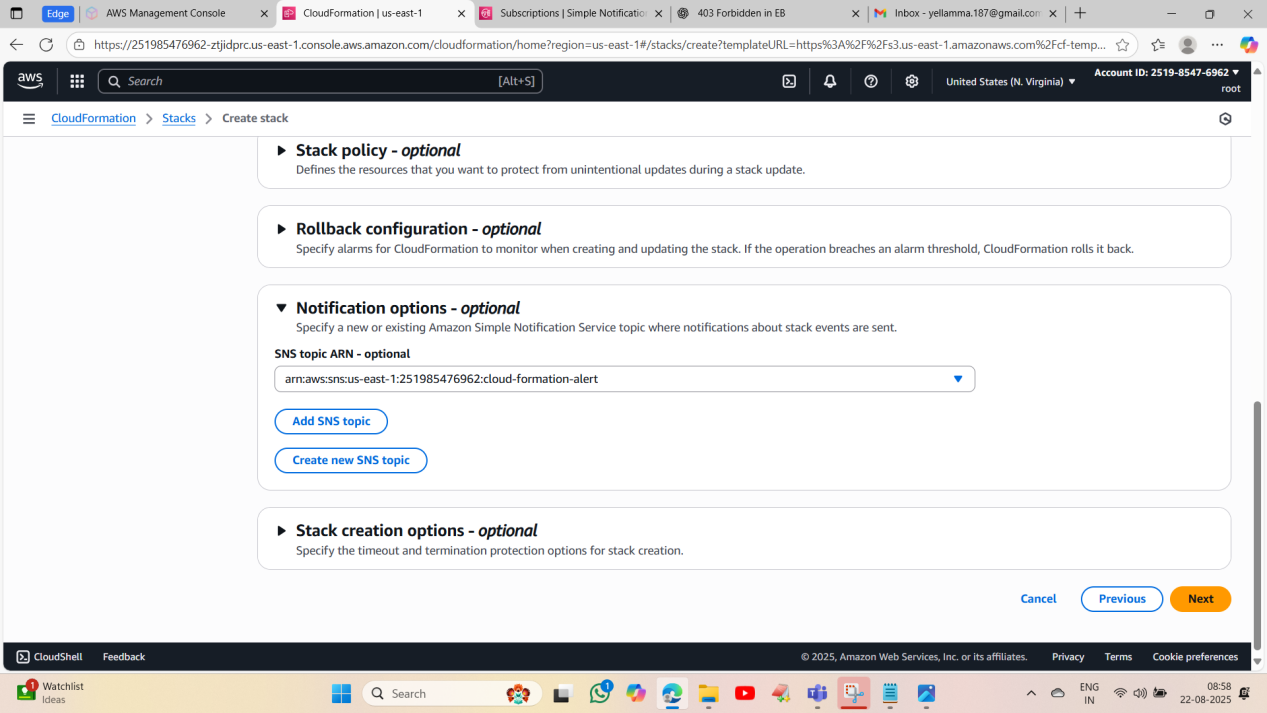 Edge
AWS Management Console
CloudFormation | us-east-1
Subscriptions | Simple Notification
403 Forbidden on EB
Inbox - yellamma.187@gmail.com
https://251985476962-ztjidprc.us-east-1.console.aws.amazon.com/cloudformation/home?region=us-east-1#/stacks/create?templateURL=https%3A%2F%2Fs3.us-east-1.amazonaws.com%2Fcf-temp...
aws
Search
[Alt+S]
United States (N. Virginia)
Account ID: 2519-8547-6962
root
CloudFormation
Stacks
Create stack
Stack policy - optional
Defines the resources that you want to protect from unintentional updates during a stack update.
Rollback configuration - optional
Specify alarms for CloudFormation to monitor when creating and updating the stack. If the operation breaches an alarm threshold, CloudFormation rolls it back.
Notification options - optional
Specify a new or existing Amazon Simple Notification Service topic where notifications about stack events are sent.
SNS topic ARN - optional
arn:aws:sns:us-east-1:251985476962:cloud-formation-alert
Add SNS topic
Create new SNS topic
Stack creation options - optional
Specify the timeout and termination protection options for stack creation.
Cancel
Previous
Next
CloudShell
Feedback
© 2025, Amazon Web Services, Inc. or its affiliates.
Privacy
Terms
Cookie preferences
1
Watchlist
Ideas
Search
1
ENG
IN
08:58
22-08-2025